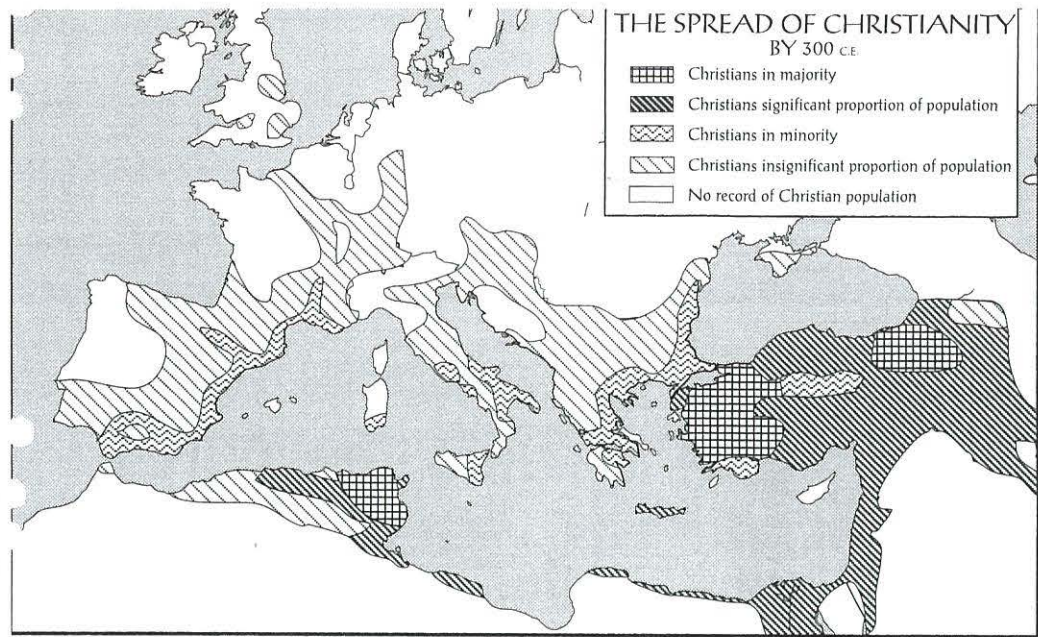 THE SPREAD OF CHRISTIANITY
BY 300 C.E.
Christians in majority
Christians significant proportion of population
Christians in minority
Christians insignificant proportion of population
No record of Christian population